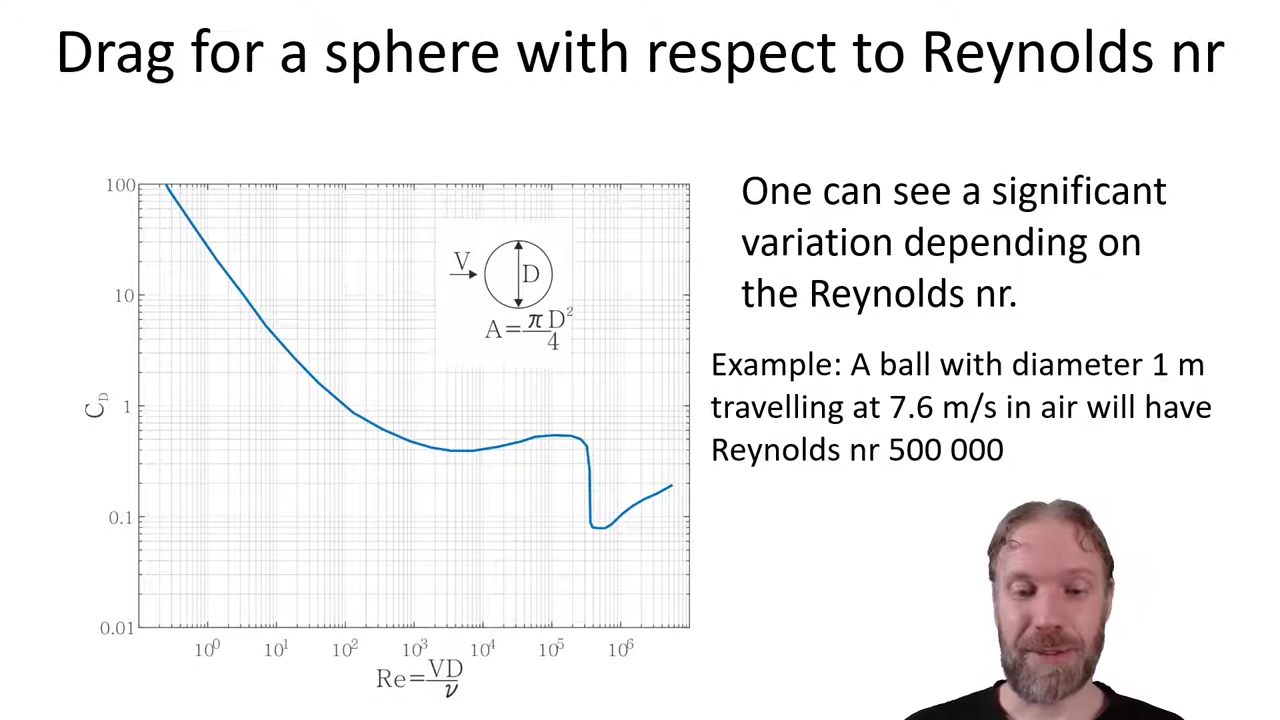 Drag for a sphere with respect to Reynolds nr
One can see a significant
variation depending on
the Reynolds nr.
Example: A ball with diameter 1 m
travelling at 7.6 m/s in air will have
Reynolds nr 500 000
100
10
1
0.1
0.01
C_D
V
D
A=πD²/4
10⁰ 10¹ 10² 10³ 10⁴ 10⁵ 10⁶
Re=VD/ν